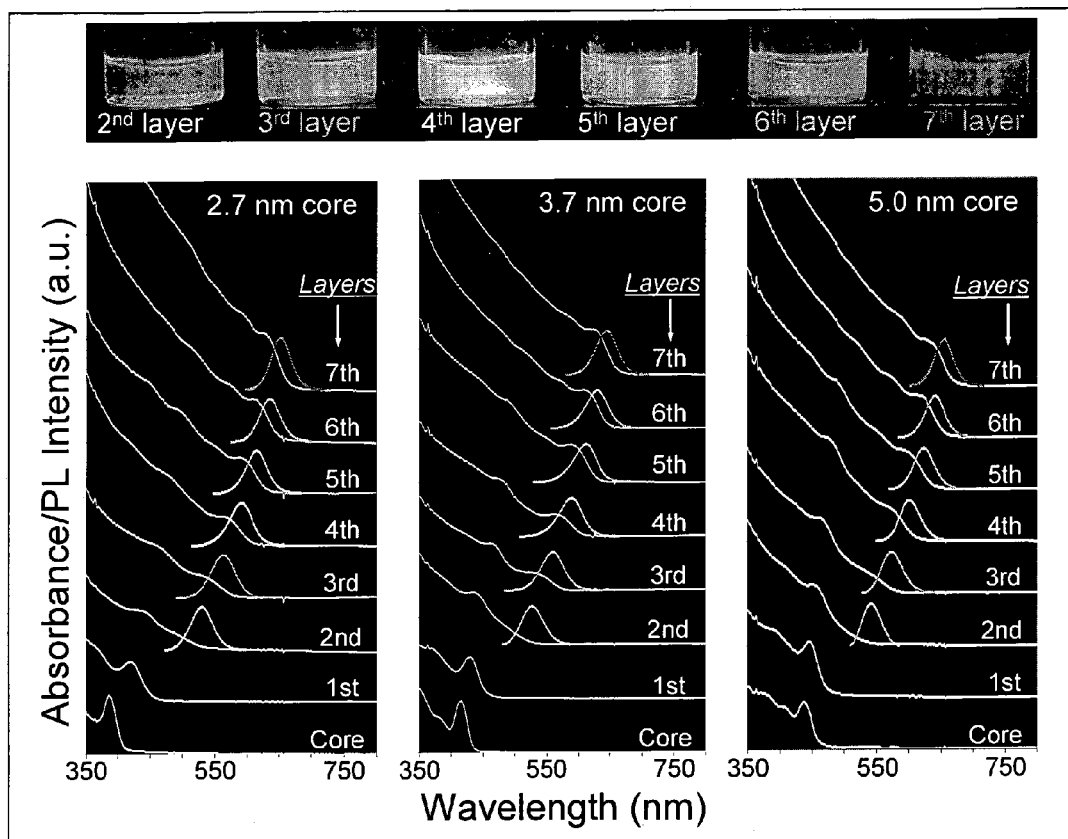 2nd layer
3rd layer
4th layer
5th layer
6th layer
7th layer
Absorbance/PL Intensity (a.u.)
2.7 nm core
Layers
7th
6th
5th
4th
3rd
2nd
1st
Core
350
550
750
3.7 nm core
Layers
7th
6th
5th
4th
3rd
2nd
1st
Core
350
550
750
5.0 nm core
Layers
7th
6th
5th
4th
3rd
2nd
1st
Core
350
550
750
Wavelength (nm)